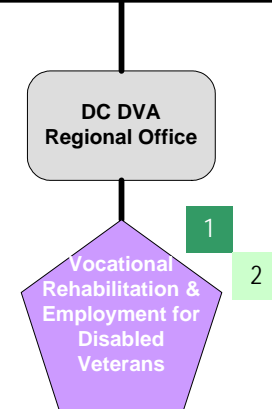 DC DVA
Regional Office
1
Vocational
2
Rehabilitation &
Employment for
Disabled
Veterans